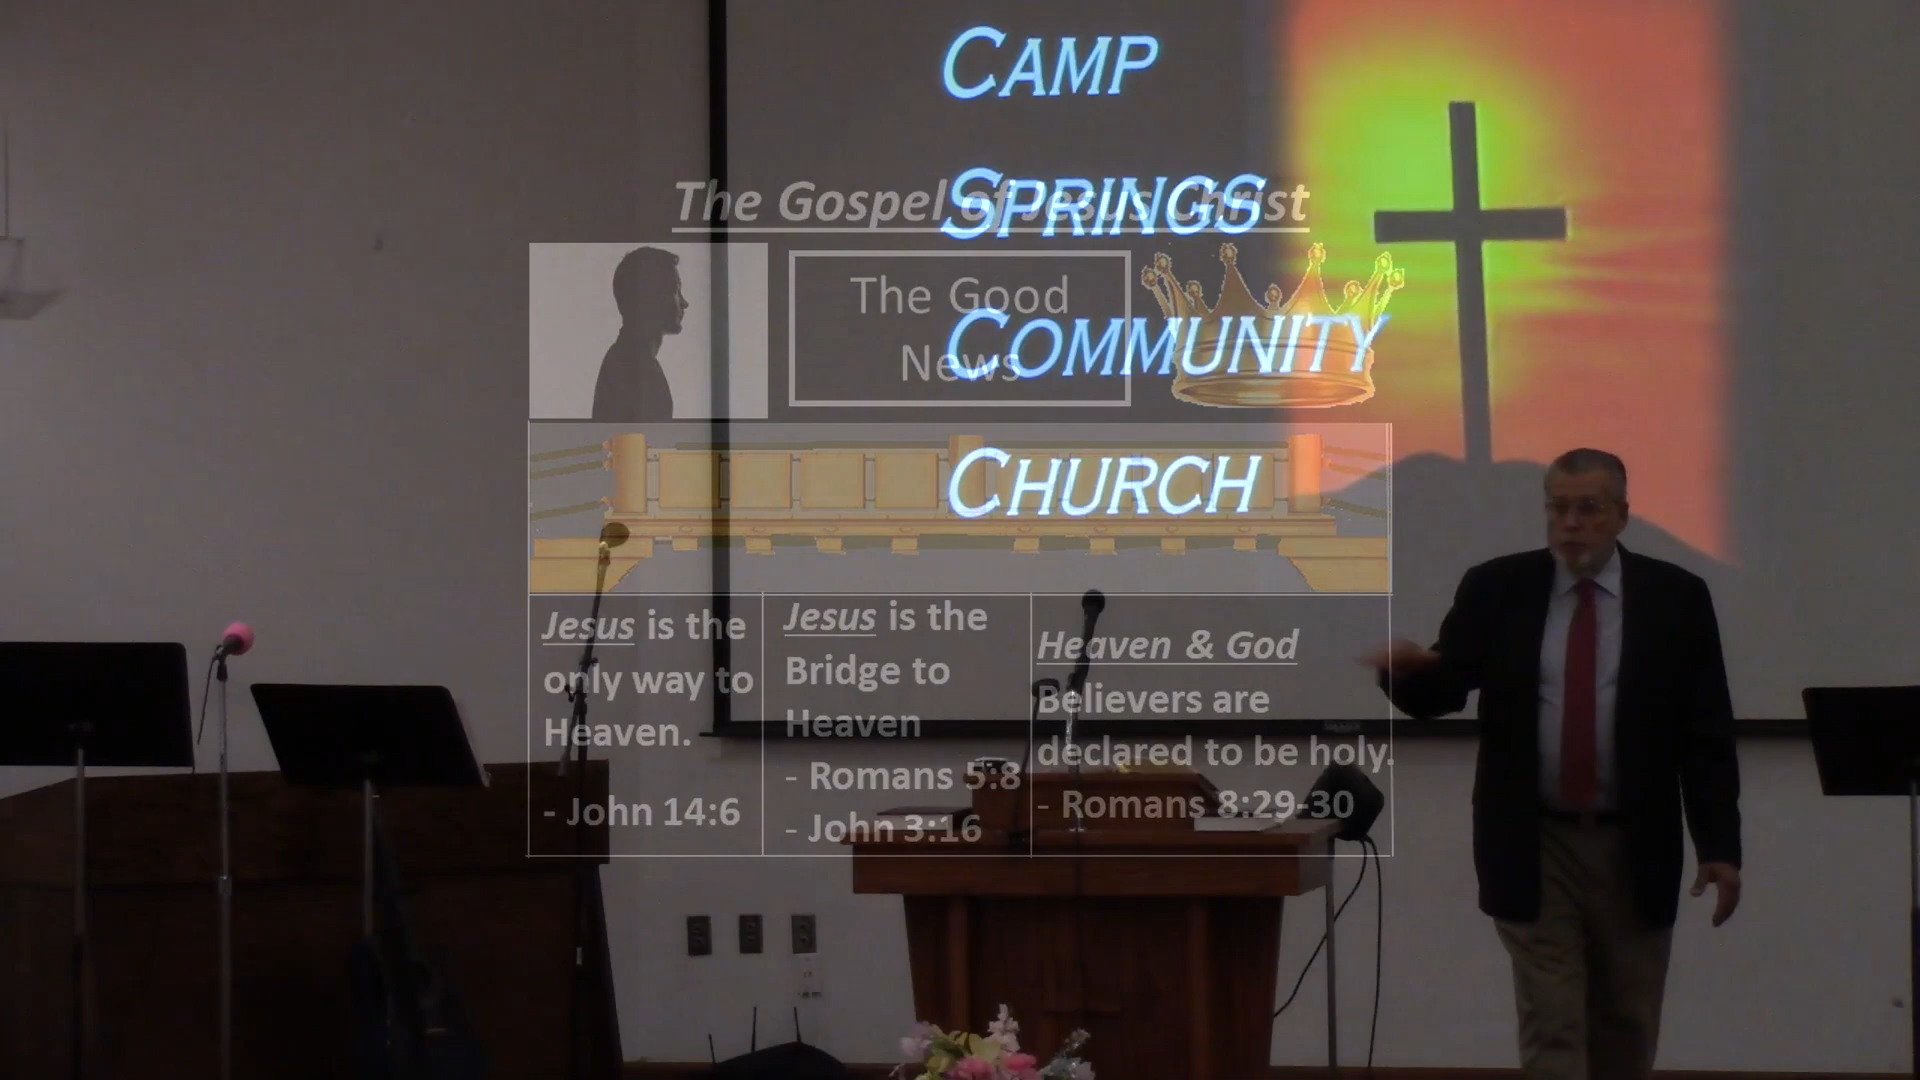 CAMP
SPRINGS
COMMUNITY
CHURCH
The Gospel of Jesus Christ
The Good
News
Jesus is the
only way to
Heaven.
- John 14:6
Jesus is the
Bridge to
Heaven
- Romans 5:8
- John 3:16
Heaven & God
Believers are
declared to be holy.
- Romans 8:29-30